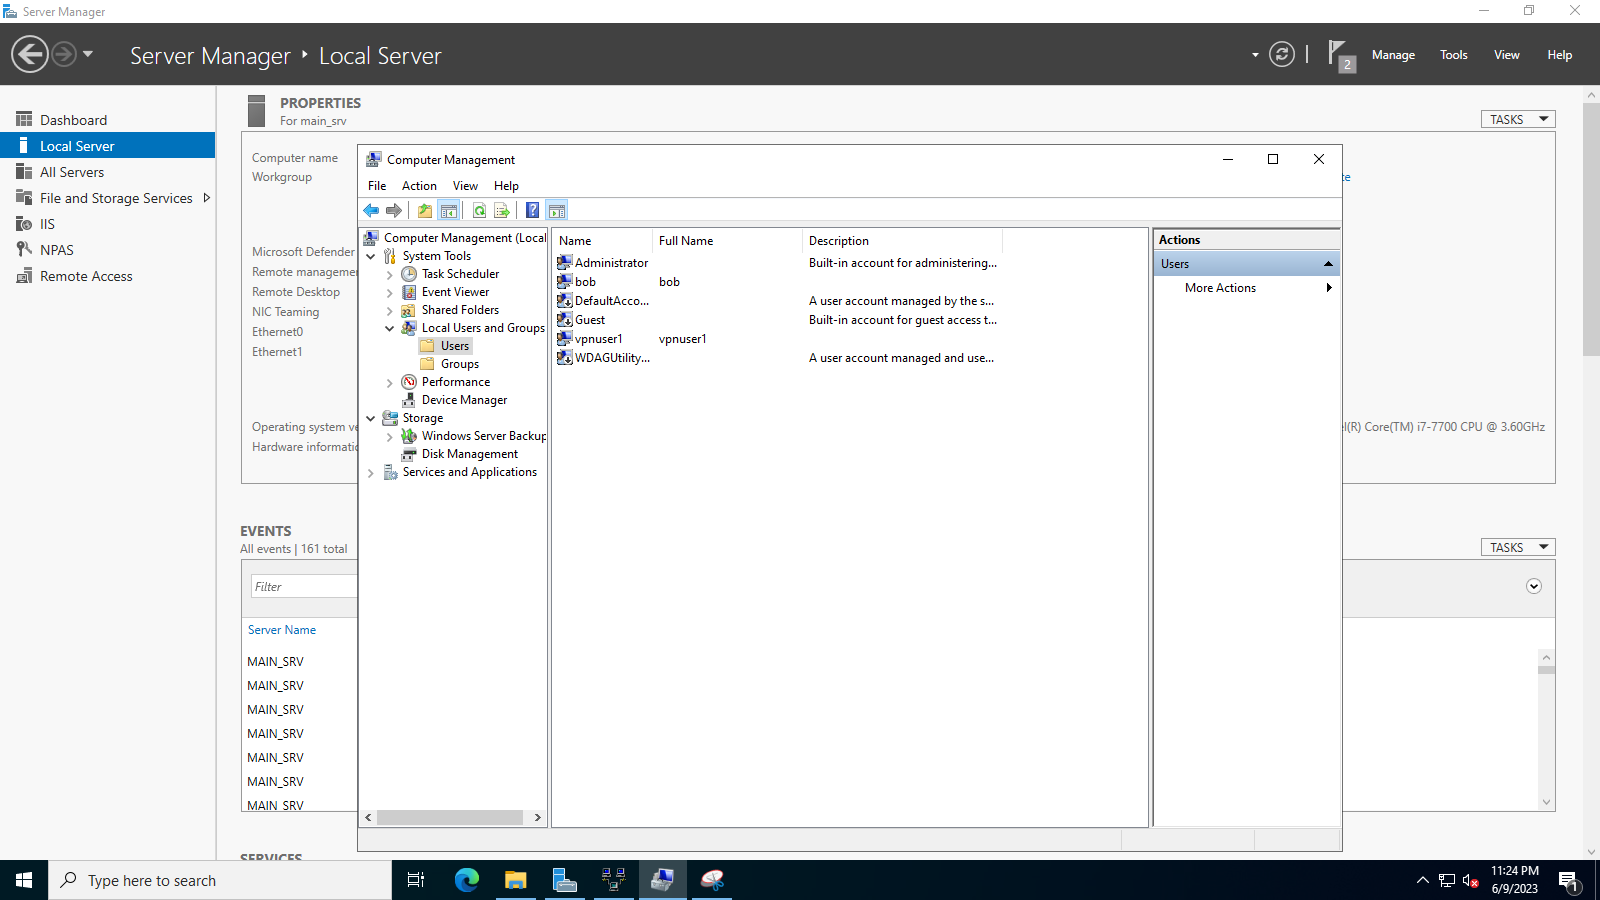 Server Manager
Server Manager ‣ Local Server
2
Manage
Tools
View
Help
Dashboard
Local Server
All Servers
File and Storage Services
IIS
NPAS
Remote Access
PROPERTIES
For main_srv
TASKS
Computer name
Workgroup
Microsoft Defender
Remote
Remote Desktop
NIC Teaming
Ethernet0
Ethernet1
Operating system
Hardware
Core(TM) i7-7700 CPU @ 3.60GHz
Computer Management
File Action View Help
Computer Management (Local
System Tools
Task Scheduler
Event Viewer
Shared Folders
Local Users and Groups
Users
Groups
Performance
Device Manager
Storage
Windows Server Backup
Disk Management
Services and Applications
Name Full Name Description
Administrator Built-in account for administering...
bob bob
DefaultAcco... A user account managed by the s...
Guest Built-in account for guest access t...
vpnuser1 vpnuser1
WDAGUtility... A user account managed and use...
Actions
Users
More Actions
EVENTS
All events | 161 total
TASKS
Filter
Server Name
MAIN_SRV
MAIN_SRV
MAIN_SRV
MAIN_SRV
MAIN_SRV
MAIN_SRV
MAIN_SRV
SERVICES
Type here to search
11:24 PM
6/9/2023
1